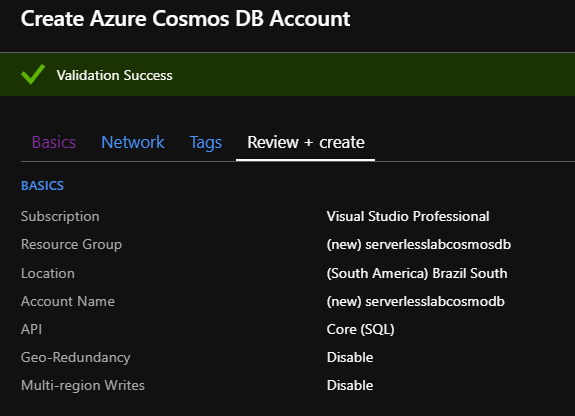 Create Azure Cosmos DB Account
Validation Success
Basics Network Tags Review + create
BASICS
Subscription Visual Studio Professional
Resource Group (new) serverlesslabcosmosdb
Location (South America) Brazil South
Account Name (new) serverlesslabcosmodb
API Core (SQL)
Geo-Redundancy Disable
Multi-region Writes Disable